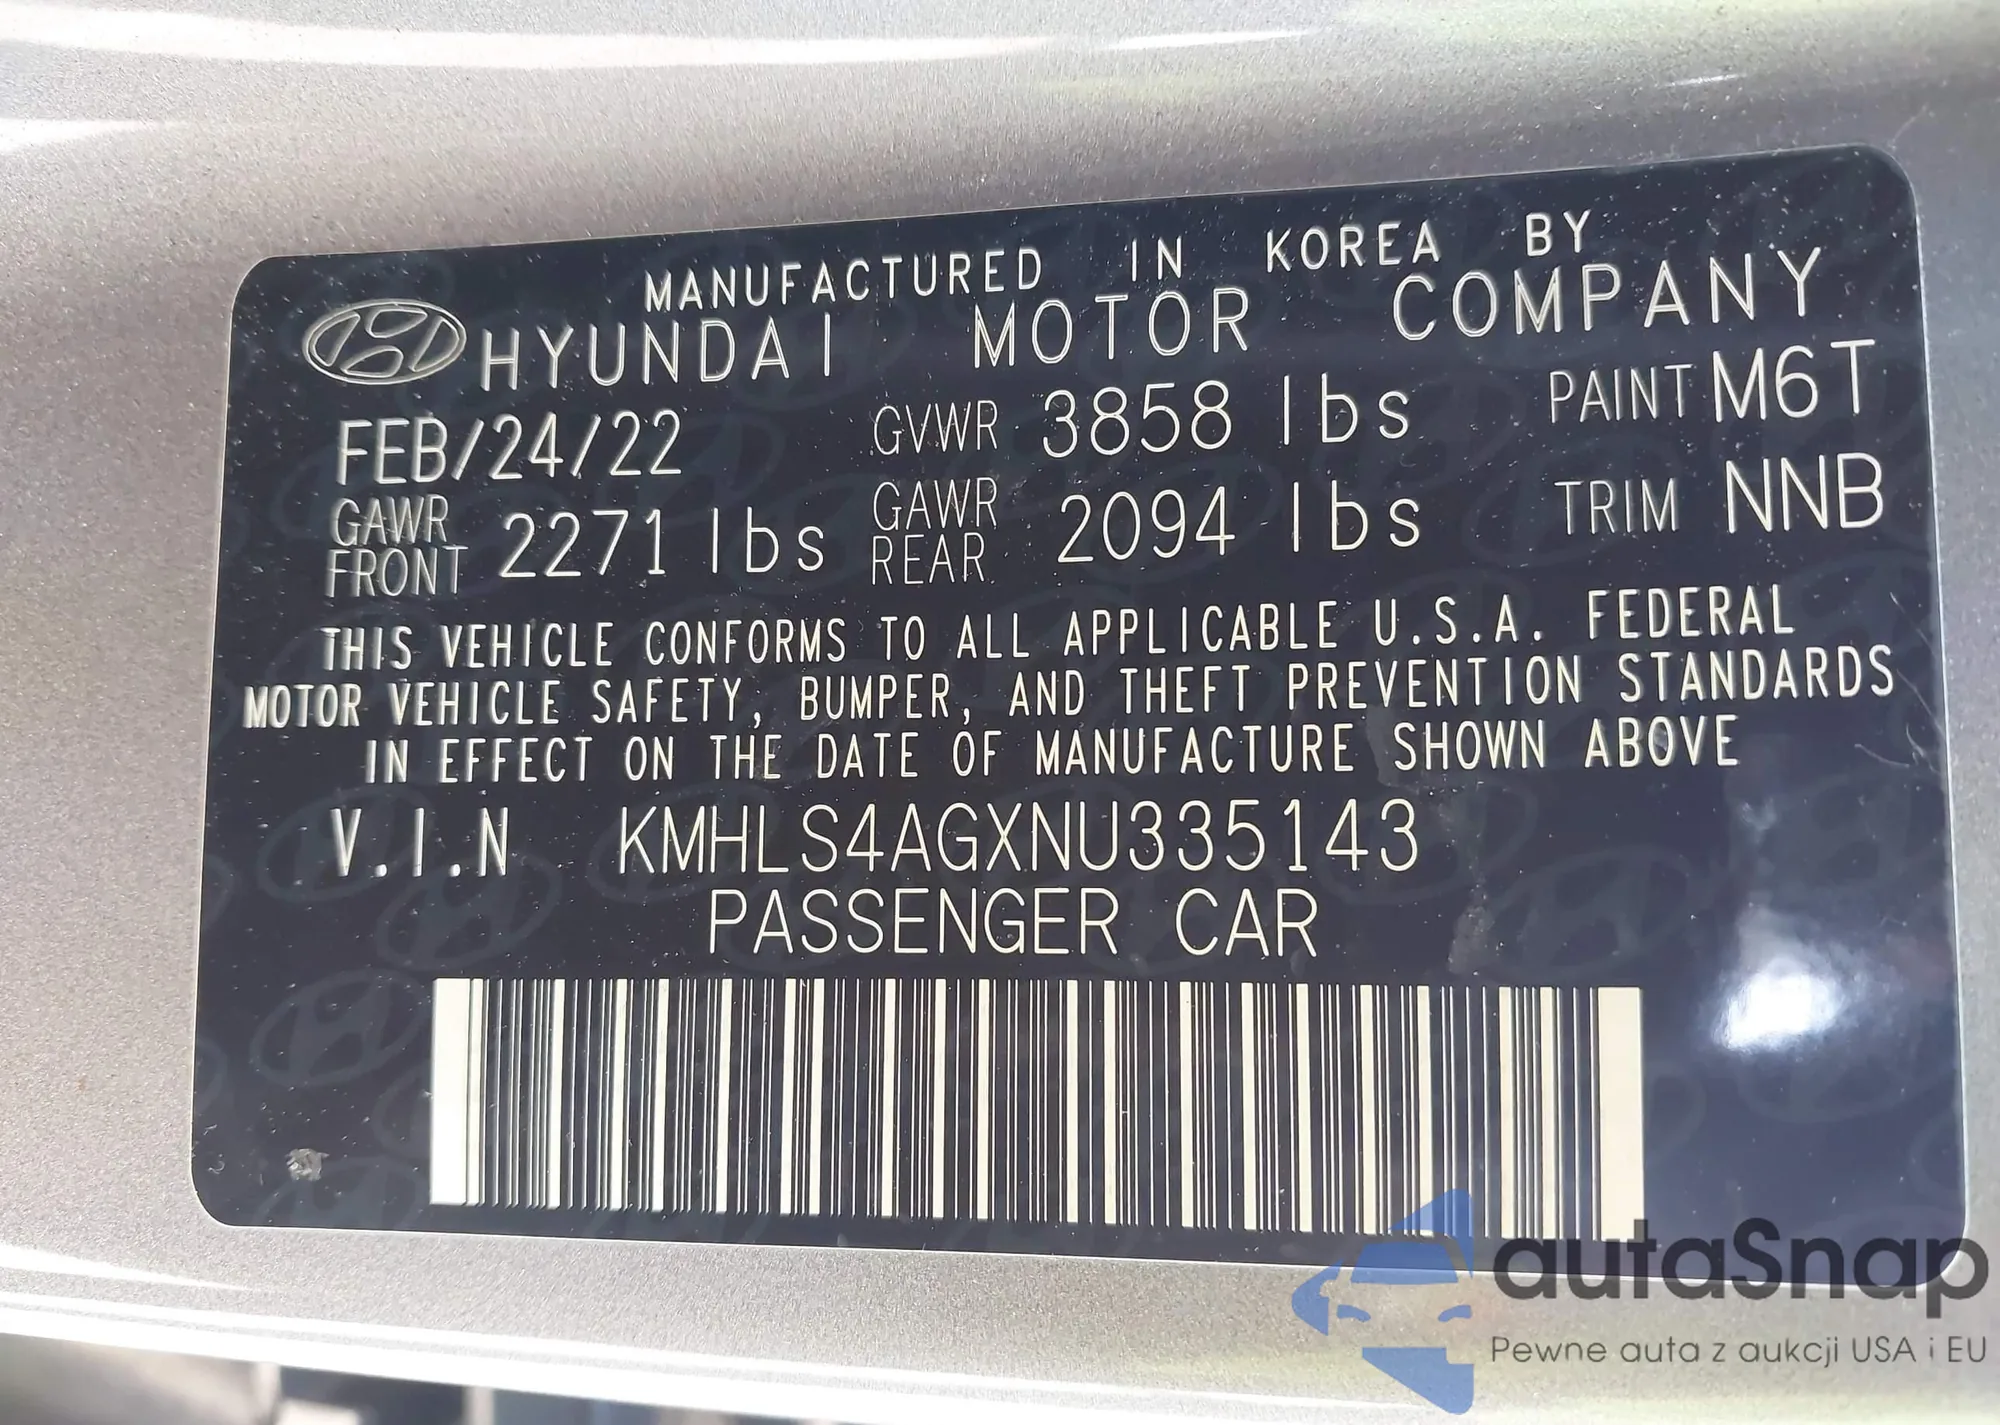 MANUFACTURED IN KOREA BY
HYUNDAI MOTOR COMPANY
FEB/24/22 GVWR 3858 lbs PAINT M6T
GAWR FRONT 2271 lbs GAWR REAR 2094 lbs TRIM NNB
THIS VEHICLE CONFORMS TO ALL APPLICABLE U.S.A. FEDERAL
MOTOR VEHICLE SAFETY, BUMPER, AND THEFT PREVENTION STANDARDS
IN EFFECT ON THE DATE OF MANUFACTURE SHOWN ABOVE
V.I.N KMHLS4AGXNU335143
PASSENGER CAR
autaSnap
Pewne auta z aukcji USA i EU